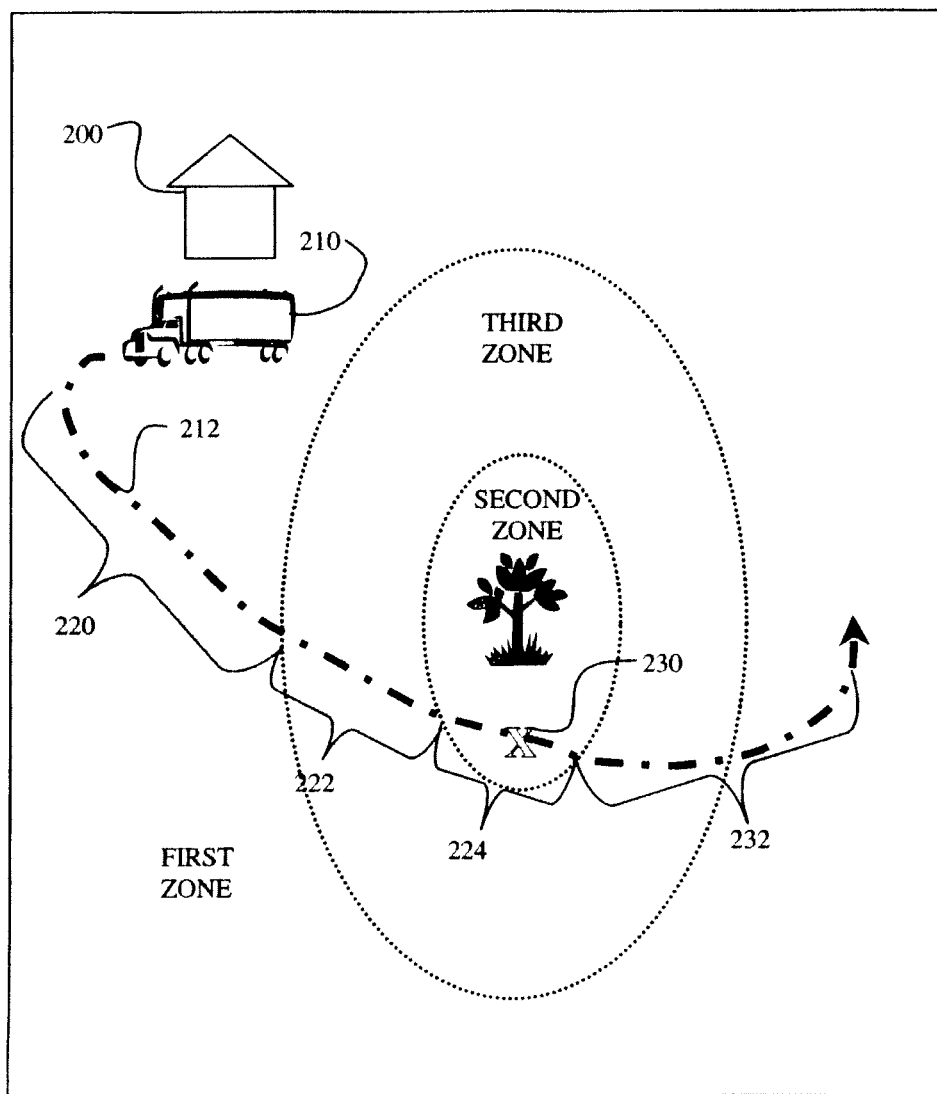 200
210
THIRD
ZONE
212
SECOND
ZONE
220
230
X
222
224
232
FIRST
ZONE